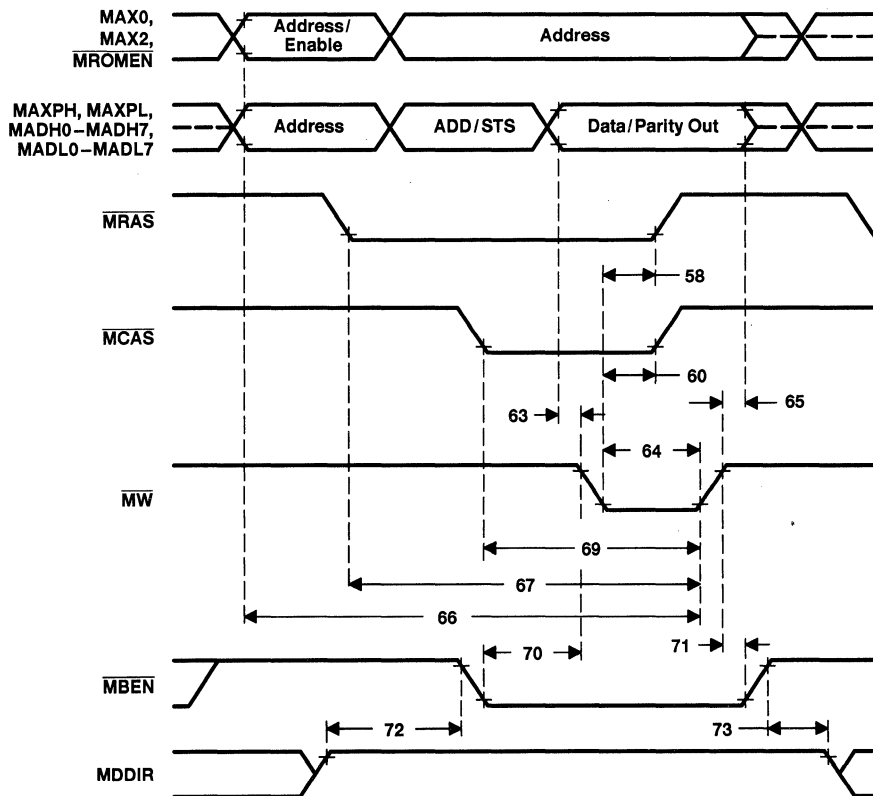 MAX0,
MAX2,
MROMEN
Address/
Enable
Address
MAXPH, MAXPL,
MADH0–MADH7,
MADL0–MADL7
Address
ADD/STS
Data/Parity Out
MRAS
58
MCAS
60
65
63
64
MW
69
67
66
70
71
MBEN
72
73
MDDIR